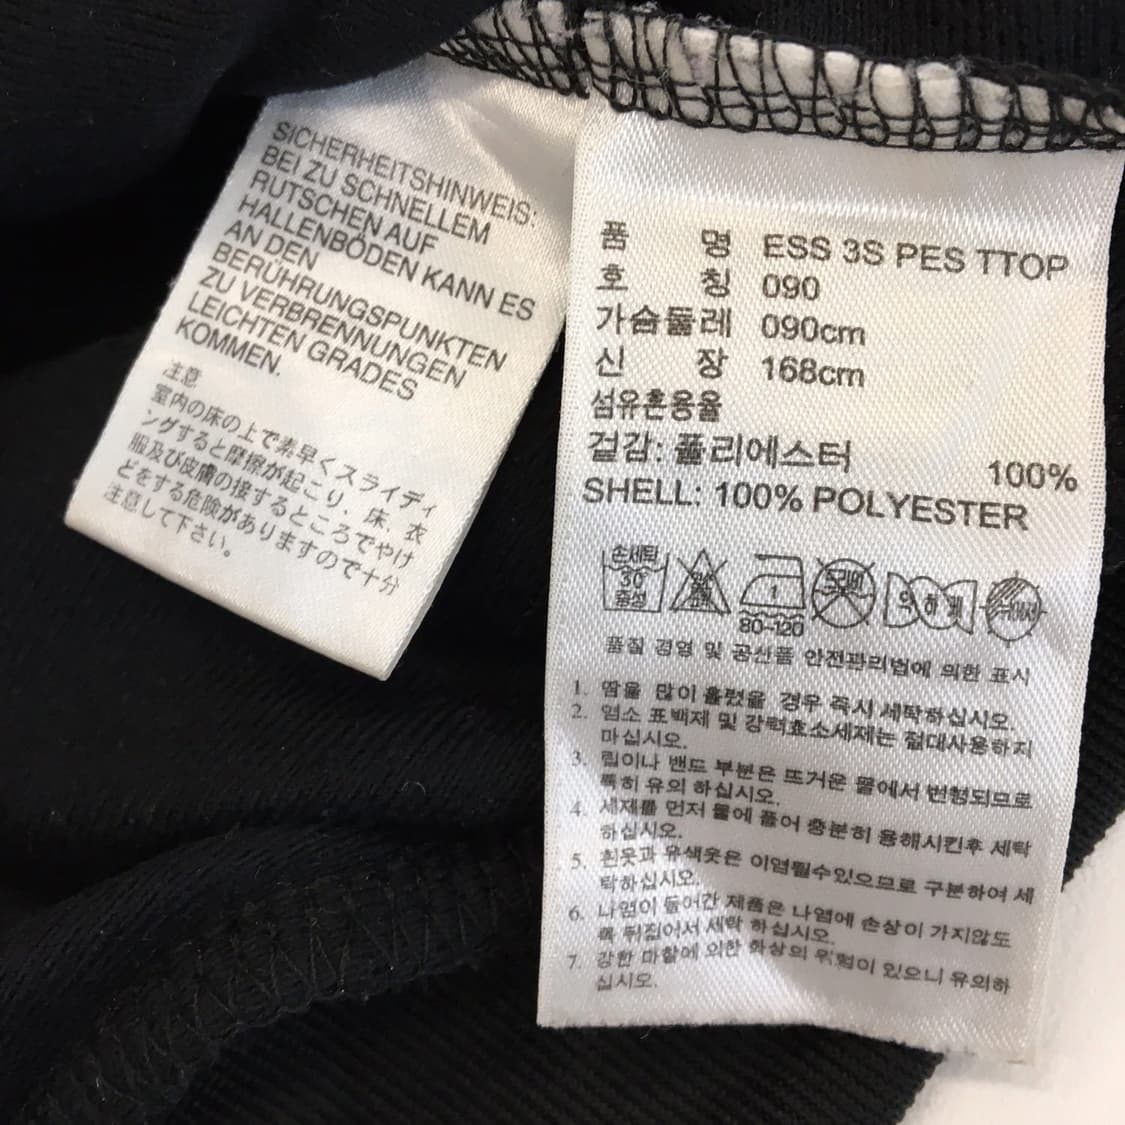 SICHERHEITSHINWEIS:
BEI ZU SCHNELLEM
RUTSCHEN AUF
HALLENBÖDEN KANN ES
AN DEN
BERÜHRUNGSPUNKTEN
ZU VERBRENNUNGEN
LEICHTEN GRADES
KOMMEN.
注意
室内の床の上で素早くスライディ
ングすると摩擦が起こり、床、衣
服及び皮膚の接するところでやけ
どをする危険がありますので十分
注意して下さい。
품 명 ESS 3S PES TTOP
호 칭 090
가슴둘레 090cm
신 장 168cm
섬유혼용율
겉감: 폴리에스터 100%
SHELL: 100% POLYESTER
손세탁
30°
중성
1
80-120
품질 경영 및 공산품 안전관리법에 의한 표시
1. 땀을 많이 흘렸을 경우 즉시 세탁하십시오.
2. 염소 표백제 및 강력효소세제는 절대사용하지
마십시오.
3. 립이나 밴드 부분은 뜨거운 물에서 변형되므로
특히 유의 하십시오.
4. 세제를 먼저 물에 풀어 충분히 용해시킨후 세탁
하십시오.
5. 흰옷과 유색옷은 이염될수있으므로 구분하여 세
탁하십시오.
6. 나염이 들어간 제품은 나염에 손상이 가지않도
록 뒤집어서 세탁 하십시오.
7. 강한 마찰에 의한 화상의 위험이 있으니 유의하
십시오.